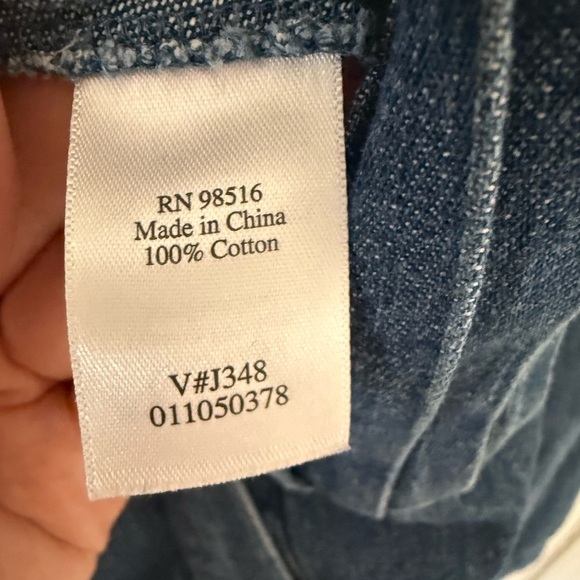 RN 98516
Made in China
100% Cotton
V#J348
011050378